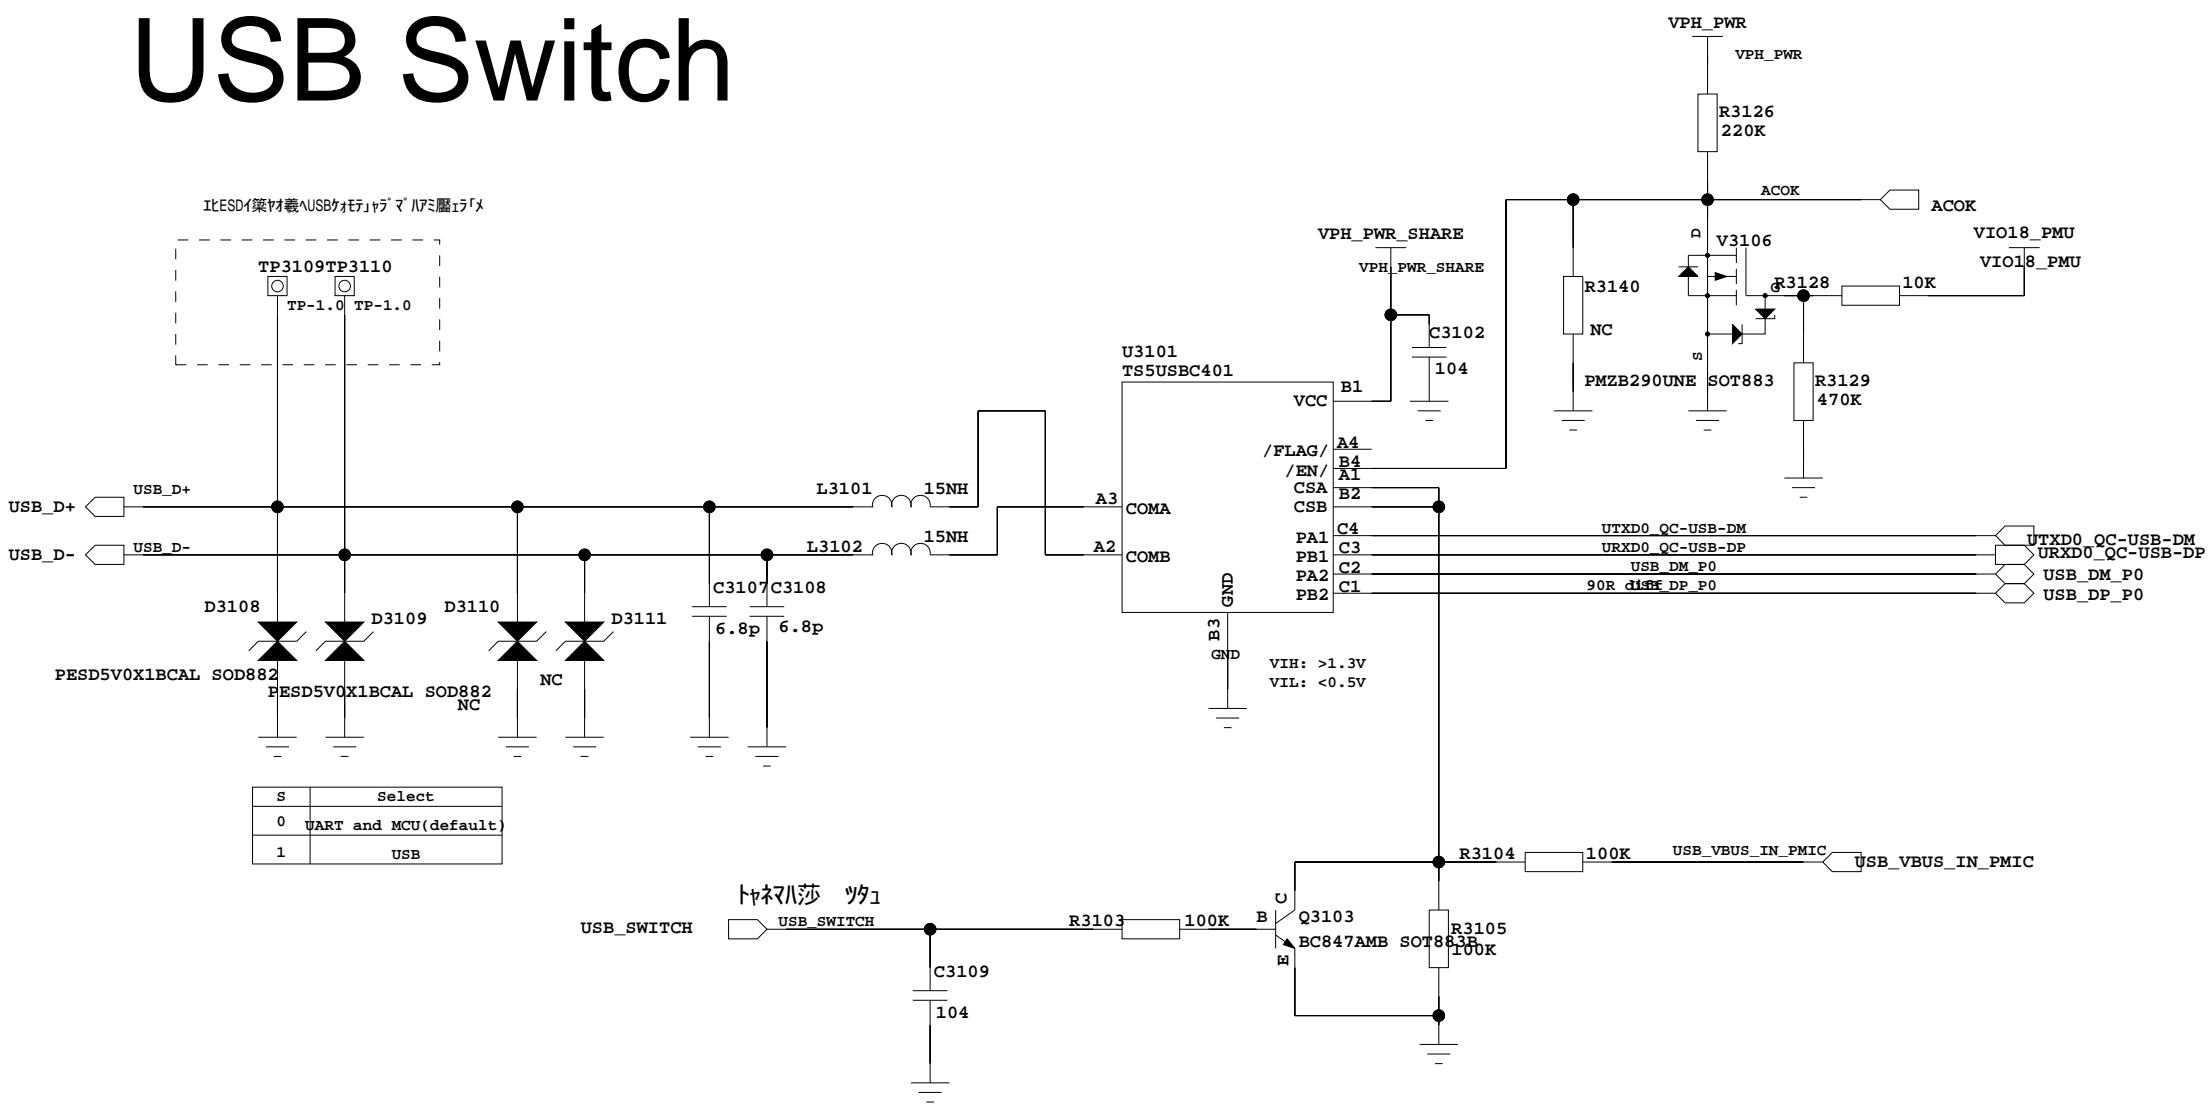 USB Switch
VPH_PWR
VPH_PWR
R3126
220K
ACOK
ACOK
VPH_PWR_SHARE
VPH_PWR_SHARE
D
V3106
VIO18_PMU
VIO18_PMU
TP3109
TP3110
TP-1.0
TP-1.0
R3140
NC
G
R3128
10K
C3102
104
S
U3101
TS5USBC401
PMZB290UNE SOT883
R3129
470K
B1
VCC
A4
/FLAG/
B4
/EN/
A1
CSA
B2
CSB
USB_D+
USB_D+
L3101
15NH
A3
COMA
USB_D-
USB_D-
L3102
15NH
A2
COMB
C4
PA1
UTXD0_QC-USB-DM
UTXD0_QC-USB-DM
C3
PB1
URXD0_QC-USB-DP
URXD0_QC-USB-DP
C2
PA2
USB_DM_P0
USB_DM_P0
C1
PB2
90R diff
USB_DP_P0
USB_DP_P0
GND
B3
GND
C3107
6.8p
C3108
6.8p
D3108
D3109
D3110
D3111
PESD5V0X1BCAL SOD882
PESD5V0X1BCAL SOD882
NC
NC
VIH: >1.3V
VIL: <0.5V
S Select
0 UART and MCU(default)
1 USB
R3104
100K
USB_VBUS_IN_PMIC
USB_VBUS_IN_PMIC
USB_SWITCH
USB_SWITCH
R3103
100K
B
C
E
Q3103
BC847AMB SOT883B
R3105
100K
C3109
104